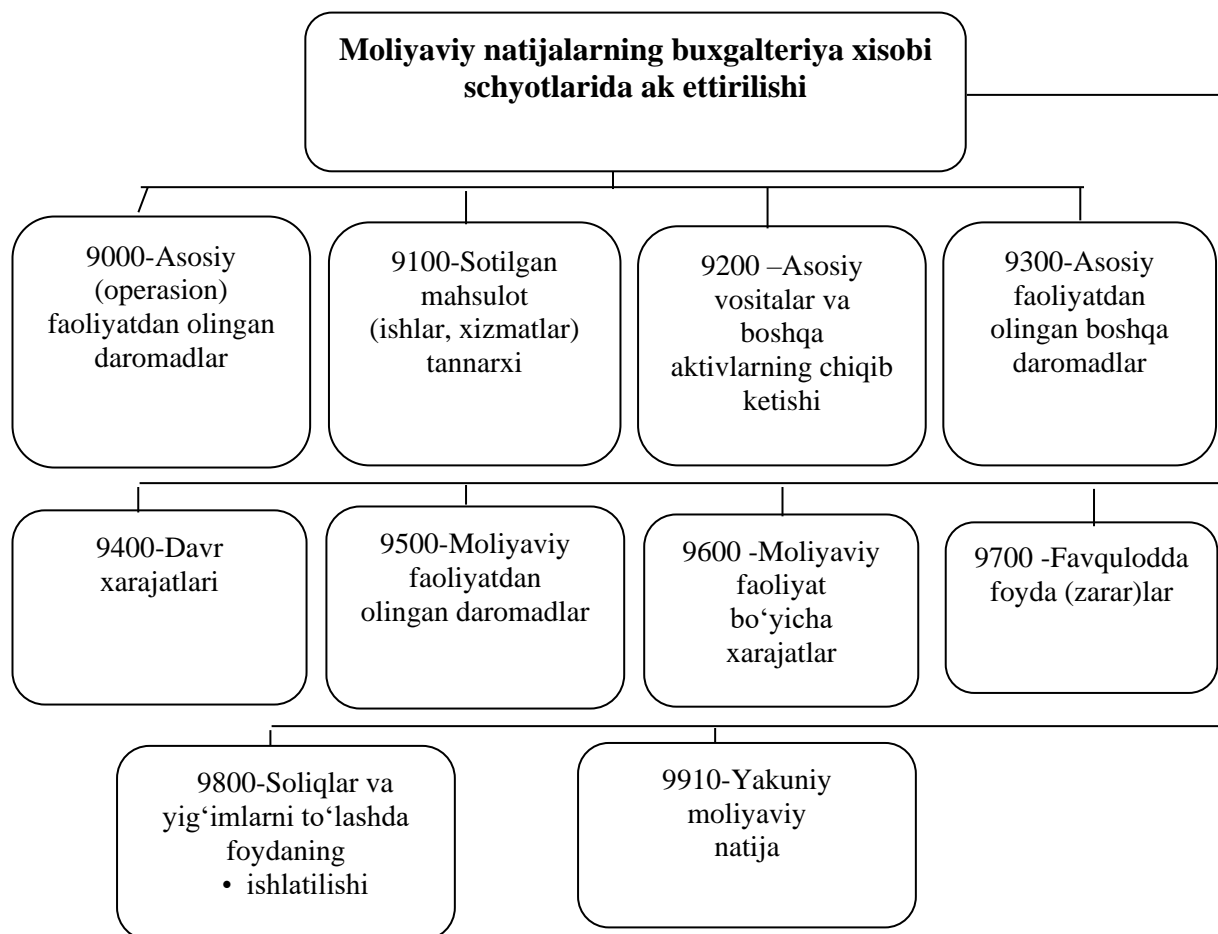 Moliyaviy natijalarning buxgalteriya xisobi
schyotlarida ak ettirilishi
9000-Asosiy
(operasion)
faoliyatdan olingan
daromadlar
9100-Sotilgan
mahsulot
(ishlar, xizmatlar)
tannarxi
9200 –Asosiy
vositalar va
boshqa
aktivlarning chiqib
ketishi
9300-Asosiy
faoliyatdan
olingan boshqa
daromadlar
9400-Davr
xarajatlari
9500-Moliyaviy
faoliyatdan
olingan daromadlar
9600 -Moliyaviy
faoliyat
bo‘yicha
xarajatlar
9700 -Favqulodda
foyda (zarar)lar
9800-Soliqlar va
yig‘imlarni to‘lashda
foydaning
• ishlatilishi
9910-Yakuniy
moliyaviy
natija